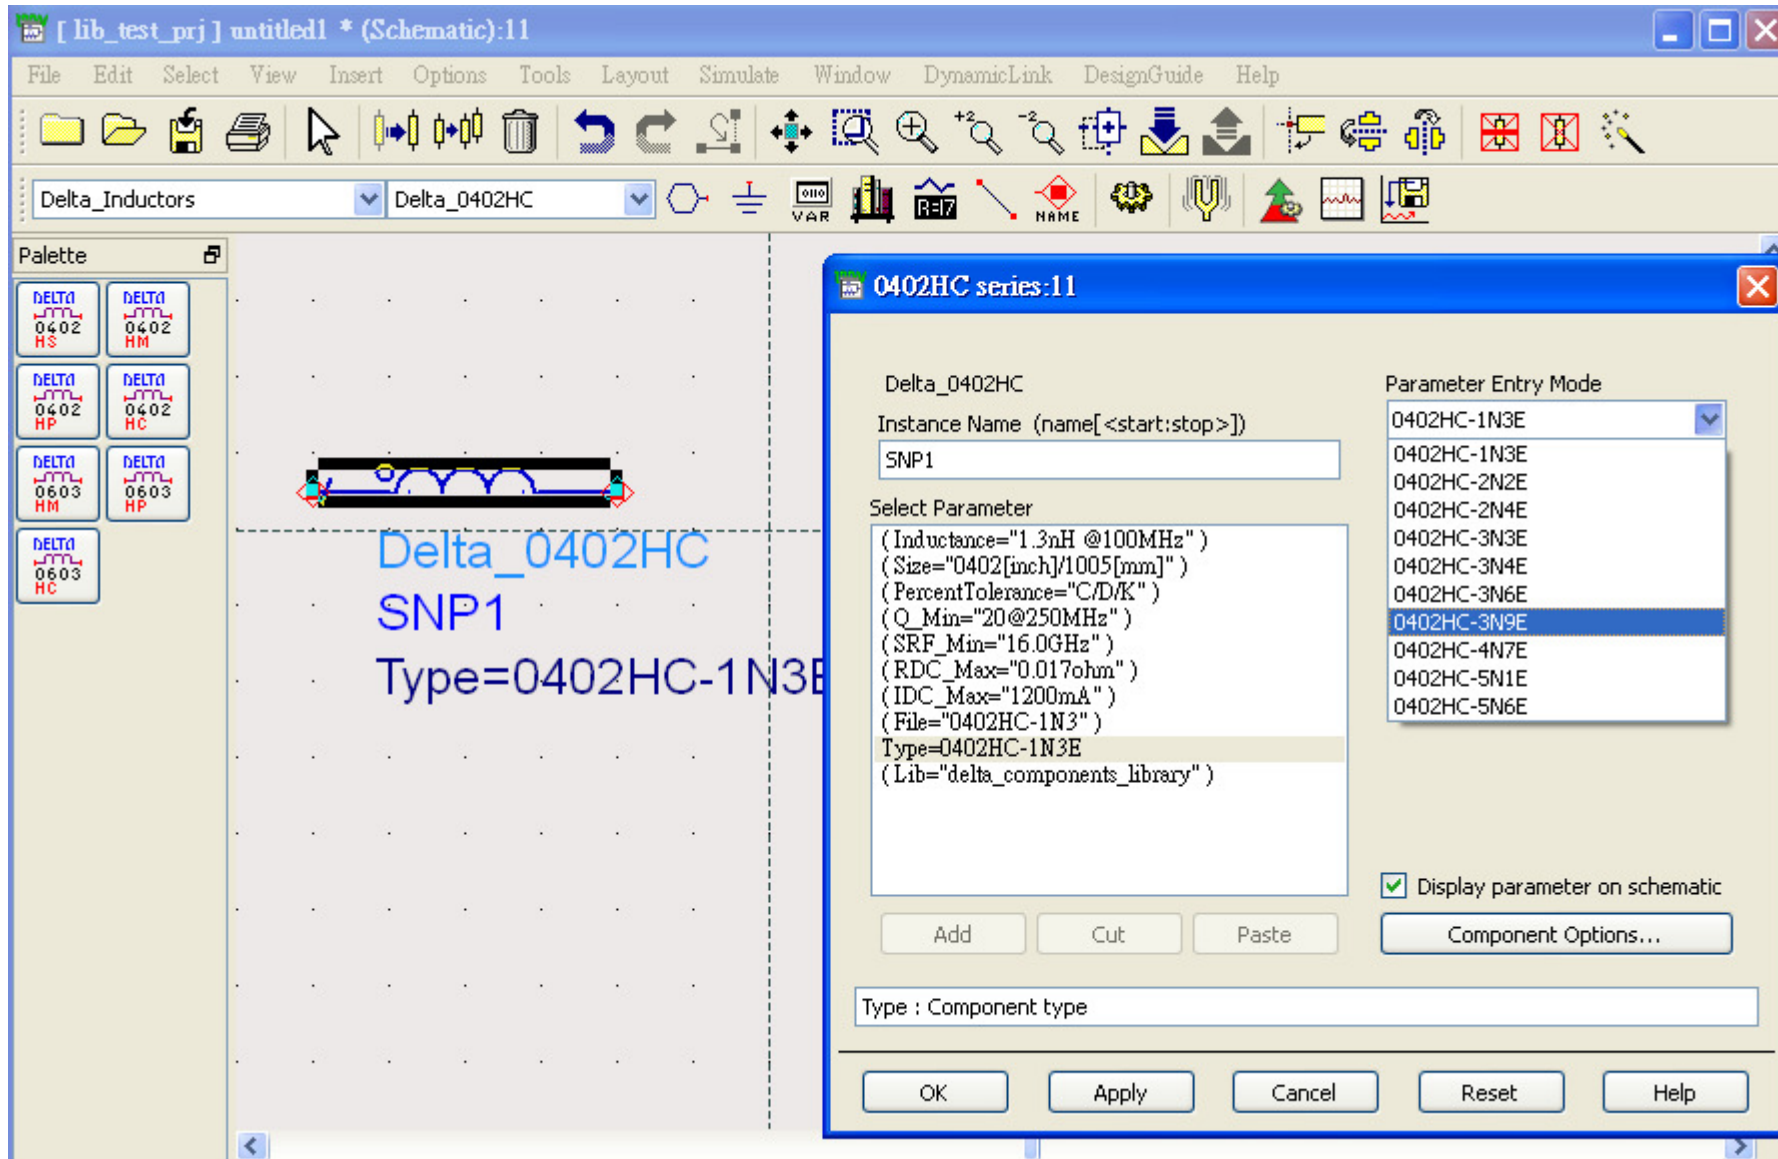 [ lib_test_prj ] untitled1 * (Schematic):11
File Edit Select View Insert Options Tools Layout Simulate Window DynamicLink DesignGuide Help
+2 -2
Delta_Inductors Delta_0402HC VAR R=17 NAME
Palette
DELTA 0402 HS
DELTA 0402 HM
DELTA 0402 HP
DELTA 0402 HC
DELTA 0603 HM
DELTA 0603 HP
DELTA 0603 HC
Delta_0402HC
SNP1
Type=0402HC-1N3E
0402HC series:11
Delta_0402HC
Instance Name (name[<start:stop>])
SNP1
Select Parameter
( Inductance="1.3nH @100MHz" )
( Size="0402[inch]/1005[mm]" )
( PercentTolerance="C/D/K" )
( Q_Min="20@250MHz" )
( SRF_Min="16.0GHz" )
( RDC_Max="0.017ohm" )
( IDC_Max="1200mA" )
( File="0402HC-1N3" )
Type=0402HC-1N3E
( Lib="delta_components_library" )
Parameter Entry Mode
0402HC-1N3E
0402HC-1N3E
0402HC-2N2E
0402HC-2N4E
0402HC-3N3E
0402HC-3N4E
0402HC-3N6E
0402HC-3N9E
0402HC-4N7E
0402HC-5N1E
0402HC-5N6E
Display parameter on schematic
Add Cut Paste Component Options...
Type : Component type
OK Apply Cancel Reset Help